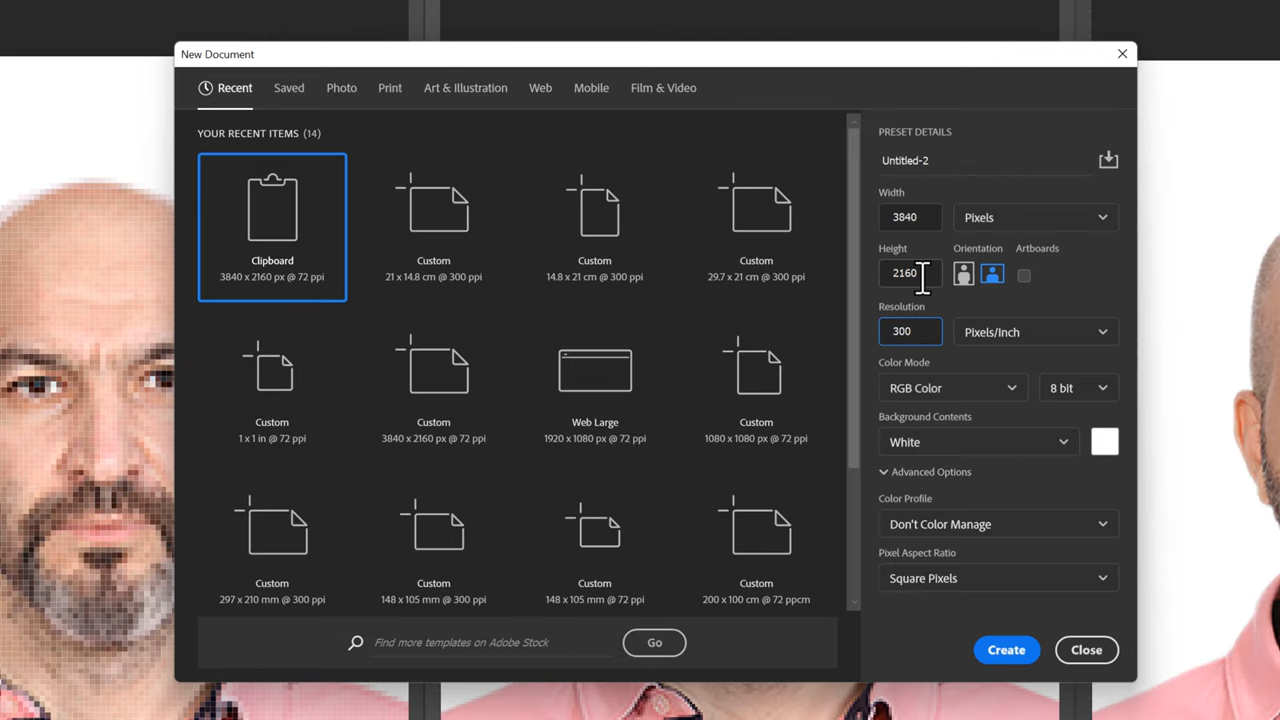 New Document
Recent Saved Photo Print Art & Illustration Web Mobile Film & Video
YOUR RECENT ITEMS (14)
Clipboard
3840 x 2160 px @ 72 ppi
Custom
21 x 14.8 cm @ 300 ppi
Custom
14.8 x 21 cm @ 300 ppi
Custom
29.7 x 21 cm @ 300 ppi
Custom
1 x 1 in @ 72 ppi
Custom
3840 x 2160 px @ 72 ppi
Web Large
1920 x 1080 px @ 72 ppi
Custom
1080 x 1080 px @ 72 ppi
Custom
297 x 210 mm @ 300 ppi
Custom
148 x 105 mm @ 300 ppi
Custom
148 x 105 mm @ 72 ppi
Custom
200 x 100 cm @ 72 ppcm
Find more templates on Adobe Stock
Go
PRESET DETAILS
Untitled-2
Width
3840 Pixels
Height Orientation Artboards
2160
Resolution
300 Pixels/Inch
Color Mode
RGB Color 8 bit
Background Contents
White
Advanced Options
Color Profile
Don't Color Manage
Pixel Aspect Ratio
Square Pixels
Create Close